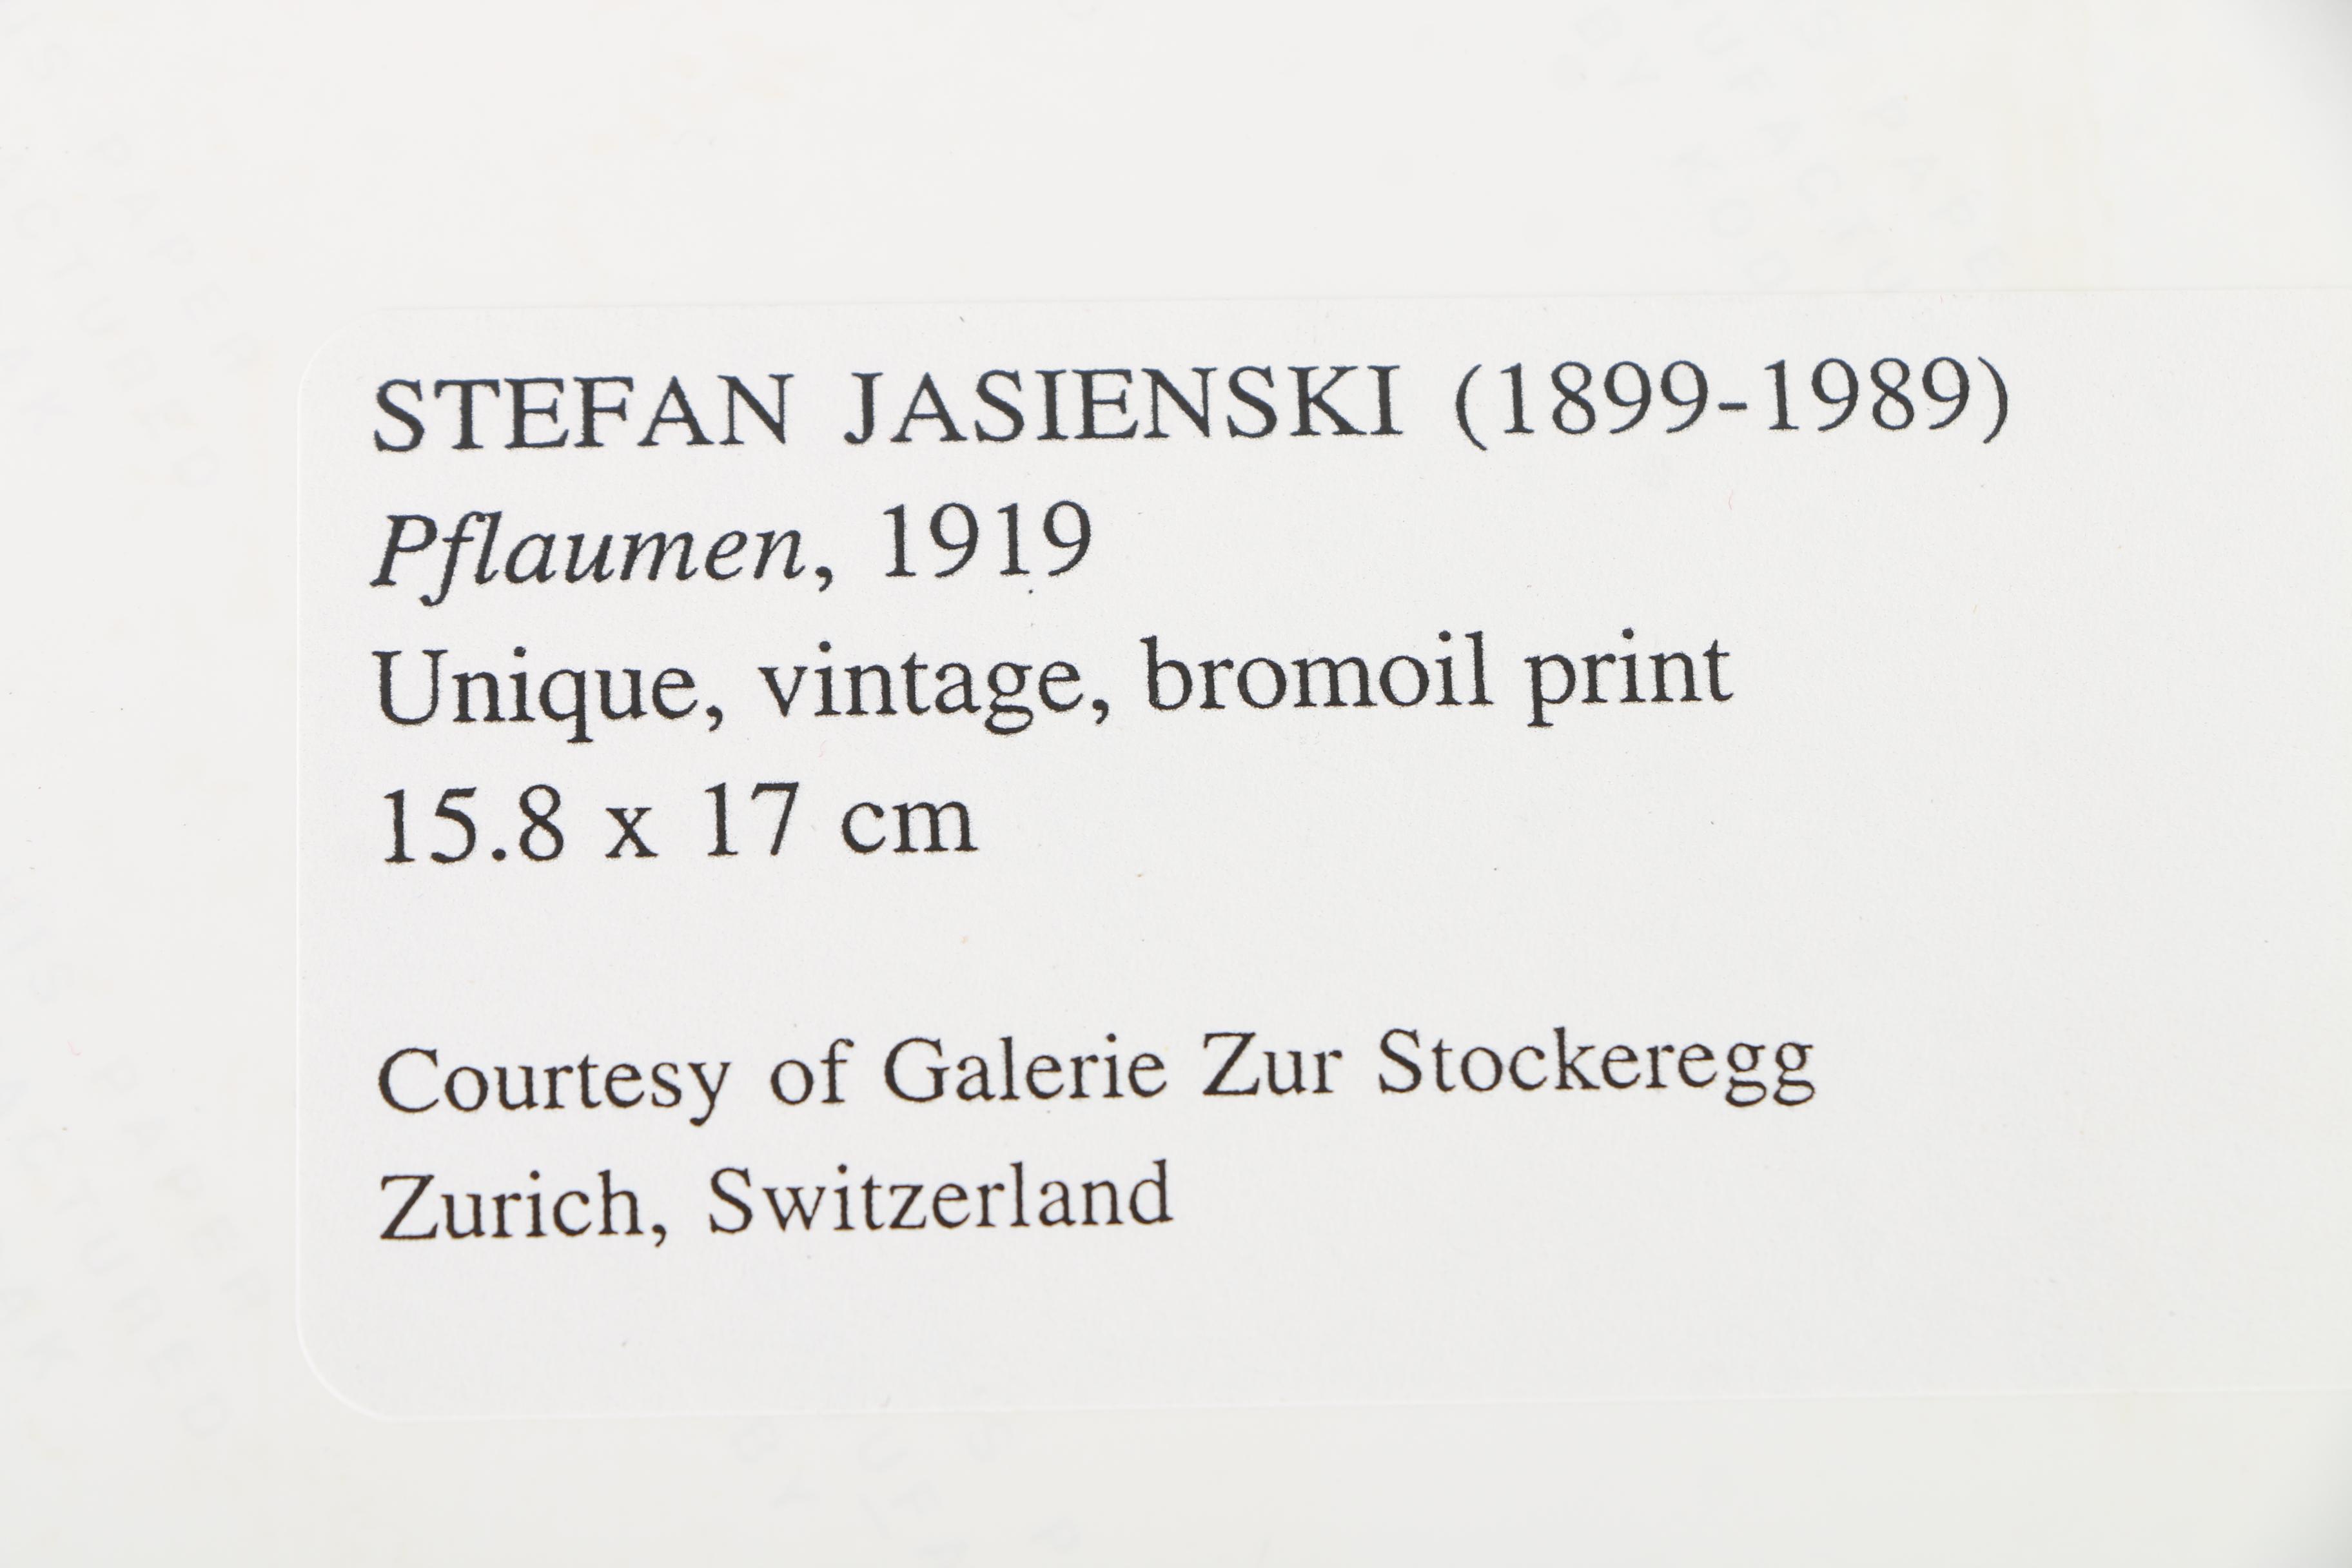 STEFAN JASIENSKI (1899-1989)
Pflaumen, 1919
Unique, vintage, bromoil print
15.8 x 17 cm
Courtesy of Galerie Zur Stockeregg
Zurich, Switzerland